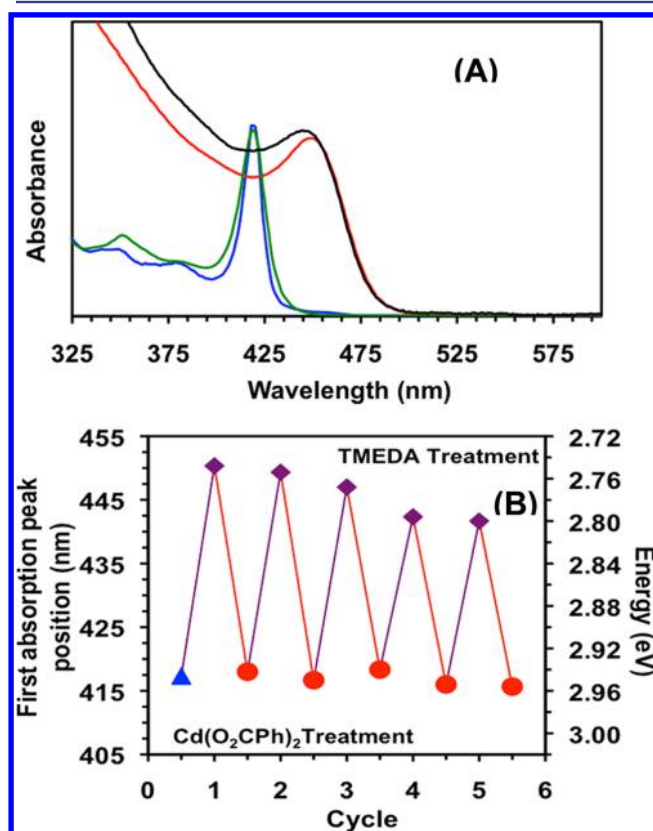 (A)
Absorbance
325 375 425 475 525 575
Wavelength (nm)
First absorption peak
position (nm)
455
445
435
425
415
405
TMEDA Treatment
(B)
Cd(O₂CPh)₂Treatment
2.72
2.76
2.80
2.84
2.88
2.92
2.96
3.00
Energy (eV)
0 1 2 3 4 5 6
Cycle